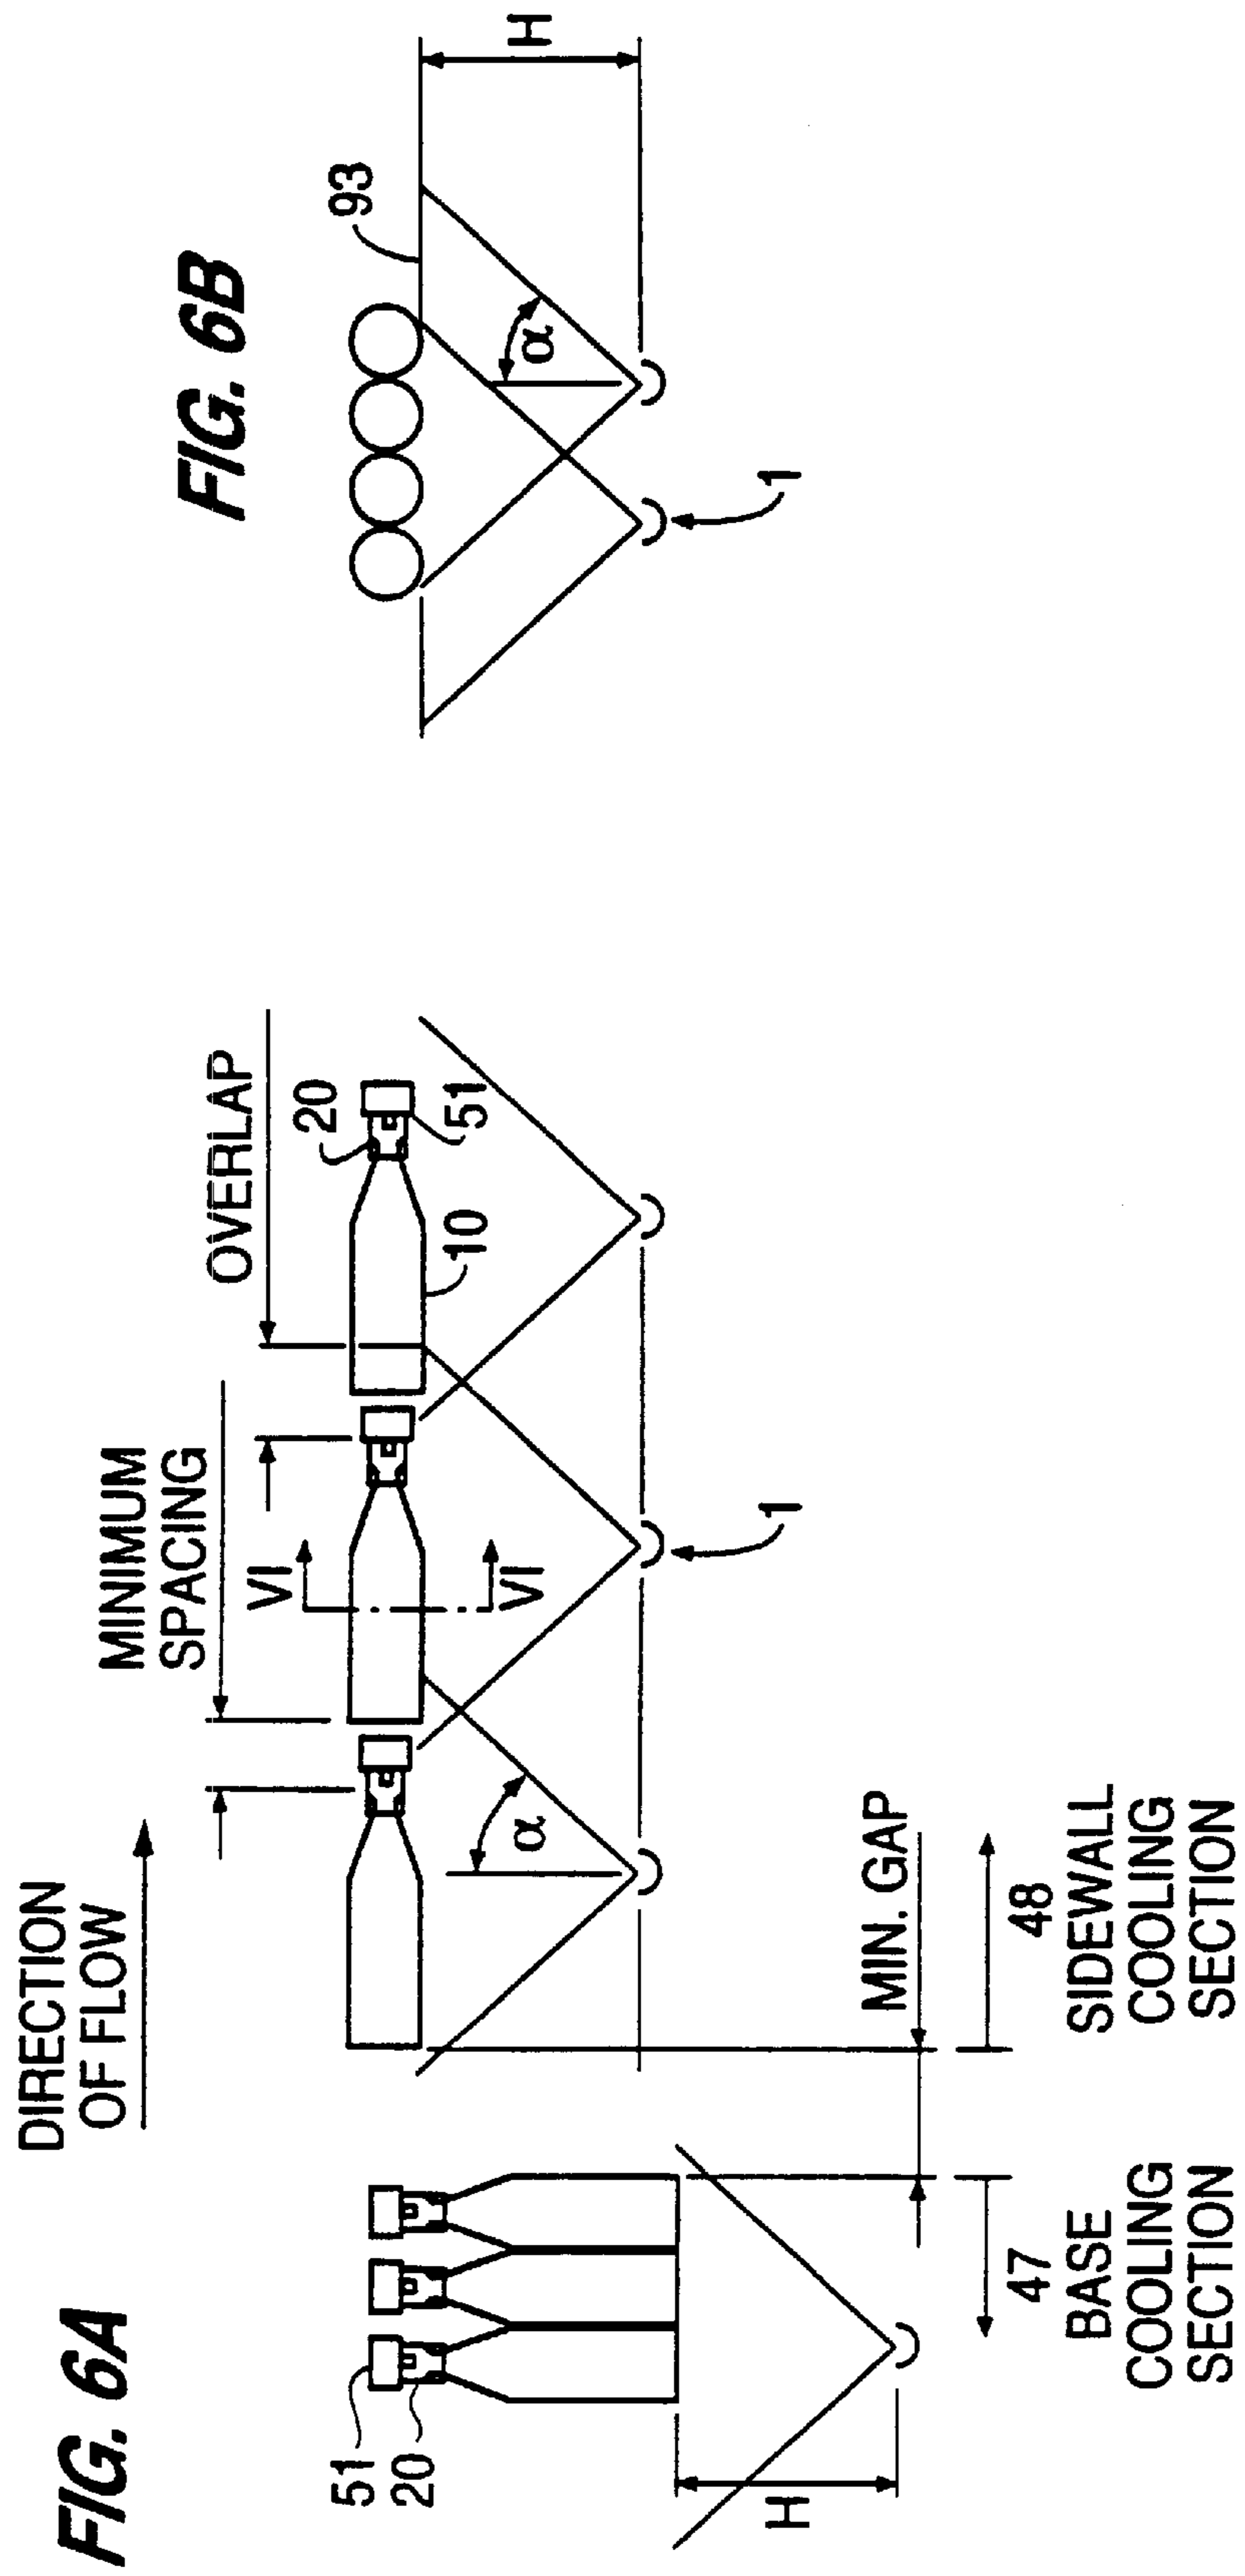 FIG. 6A
DIRECTION
OF FLOW
MINIMUM
SPACING
OVERLAP
51
20
H
VI
VI
α
20
51
10
1
MIN. GAP
47
BASE
COOLING
SECTION
48
SIDEWALL
COOLING
SECTION
FIG. 6B
93
H
α
1